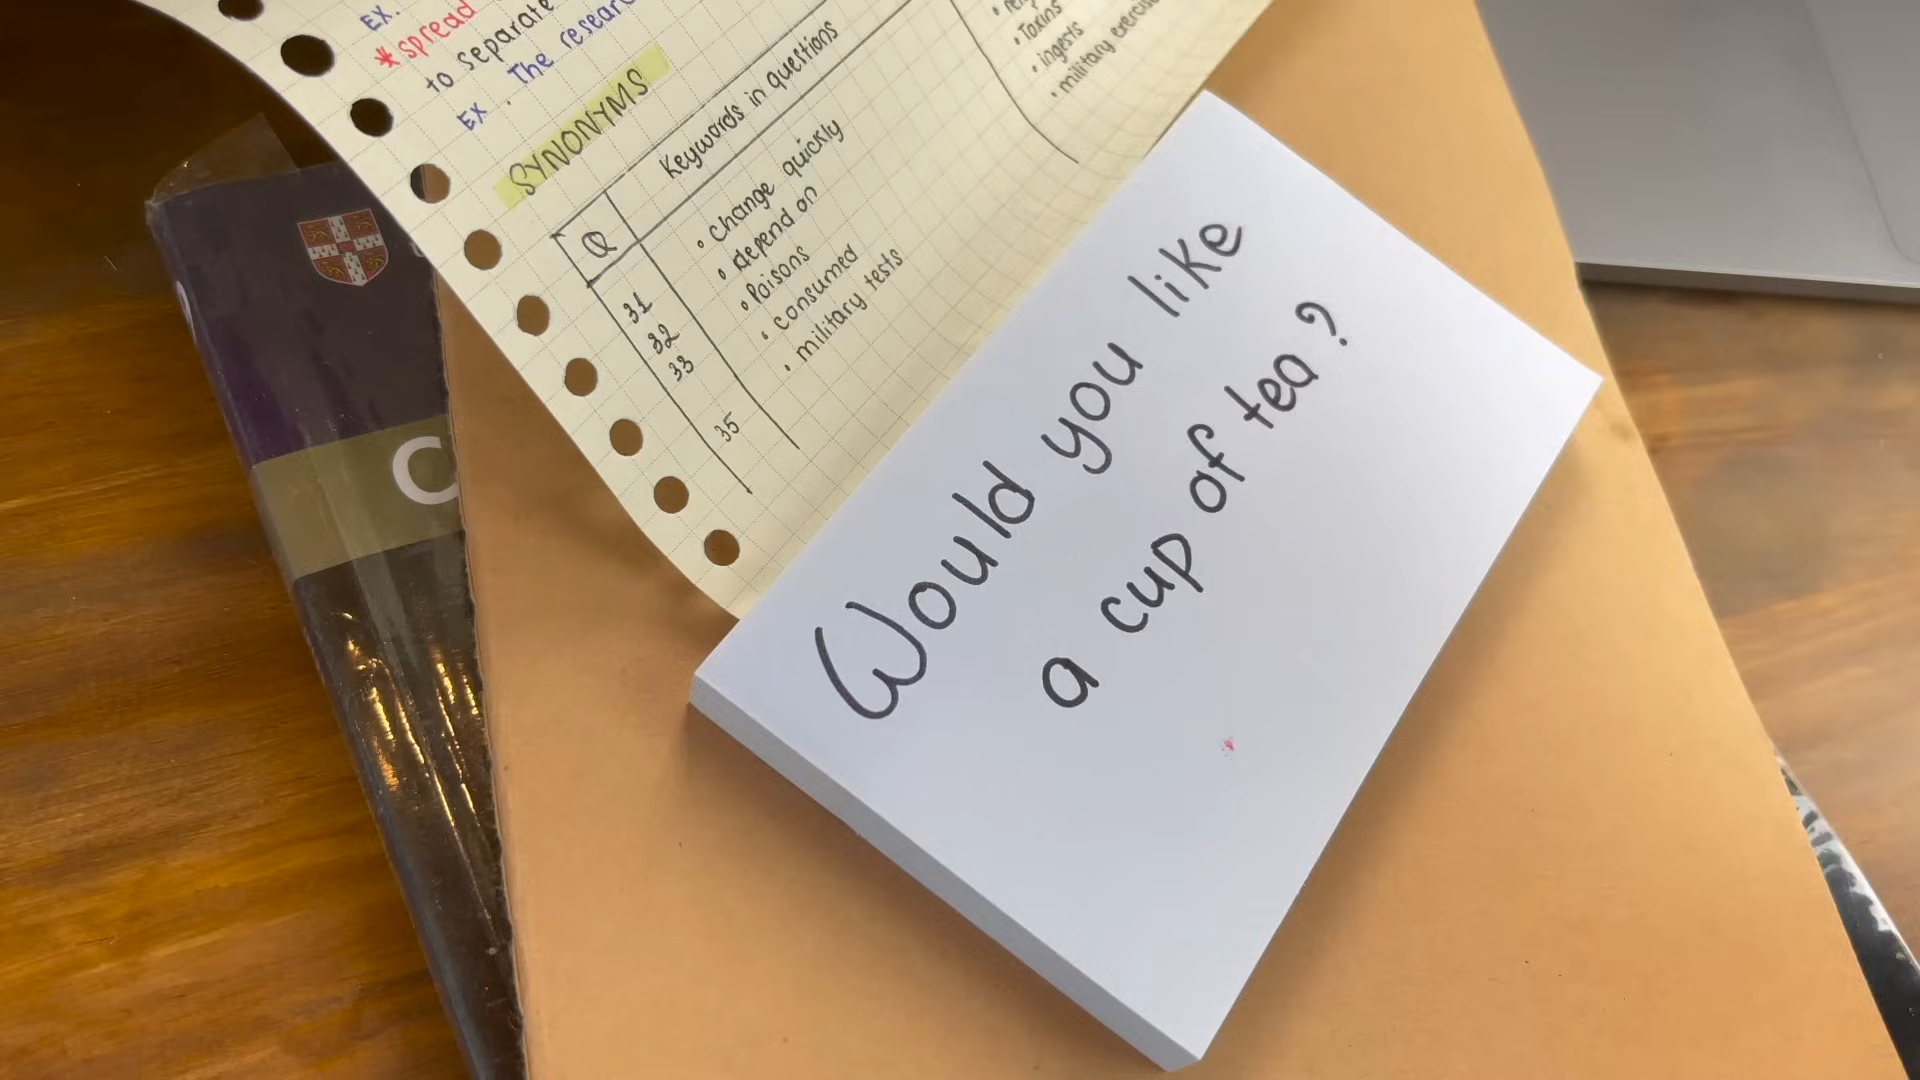 EX.
* spread
to separate
EX. The resear
SYNONYMS
Q Keywords in questions
31 • change quickly
32 • depend on
33 • Poisons
• consumed
35 • military tests
• Toxins
• ingests
• military exercise
Would you like
a cup of tea?
C